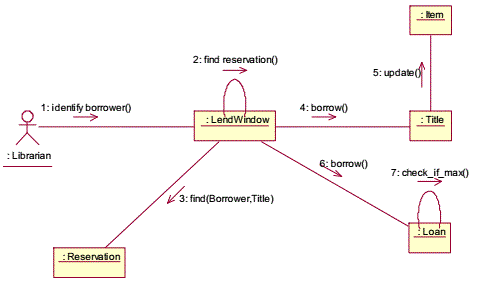 : Item
2: find reservation()
5: update()
1: identify borrower()
4: borrow()
: LendWindow
: Title
: Librarian
6: borrow()
7: check_if_max()
3: find(Borrower,Title)
: Loan
: Reservation